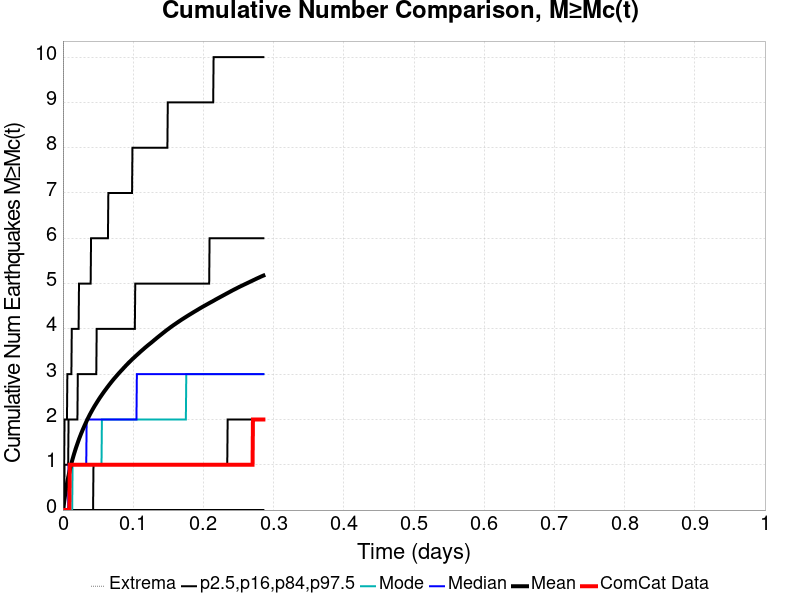 Cumulative Number Comparison, M≥Mc(t)
Cumulative Num Earthquakes M≥Mc(t)
10
9
8
7
6
5
4
3
2
1
0
0 0.1 0.2 0.3 0.4 0.5 0.6 0.7 0.8 0.9 1
Time (days)
Extrema p2.5,p16,p84,p97.5 Mode Median Mean ComCat Data